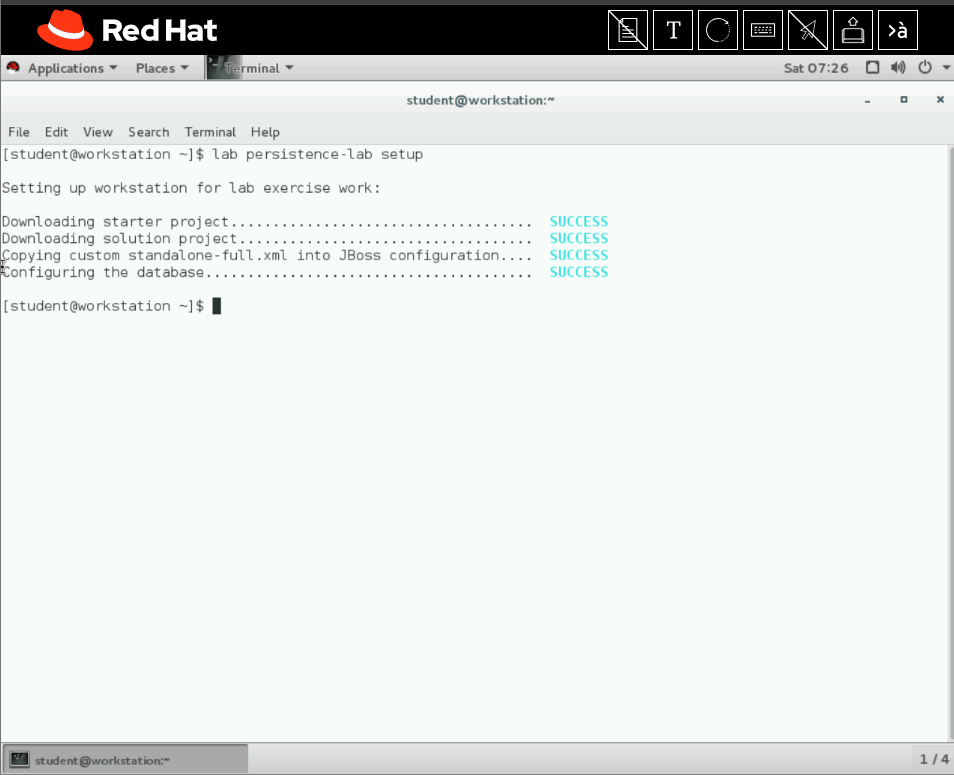 Red Hat
T
›à
Applications Places Terminal Sat 07:26
student@workstation:~
File Edit View Search Terminal Help
[student@workstation ~]$ lab persistence-lab setup
Setting up workstation for lab exercise work:
Downloading starter project.................................... SUCCESS
Downloading solution project................................... SUCCESS
Copying custom standalone-full.xml into JBoss configuration.... SUCCESS
Configuring the database....................................... SUCCESS
[student@workstation ~]$
student@workstation:~
1 / 4